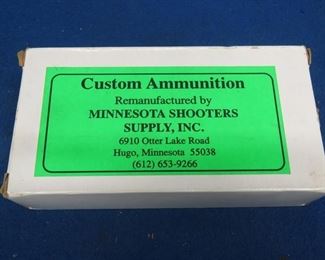 Custom Ammunition
Remanufactured by
MINNESOTA SHOOTERS
SUPPLY, INC.
6910 Otter Lake Road
Hugo, Minnesota 55038
(612) 653-9266